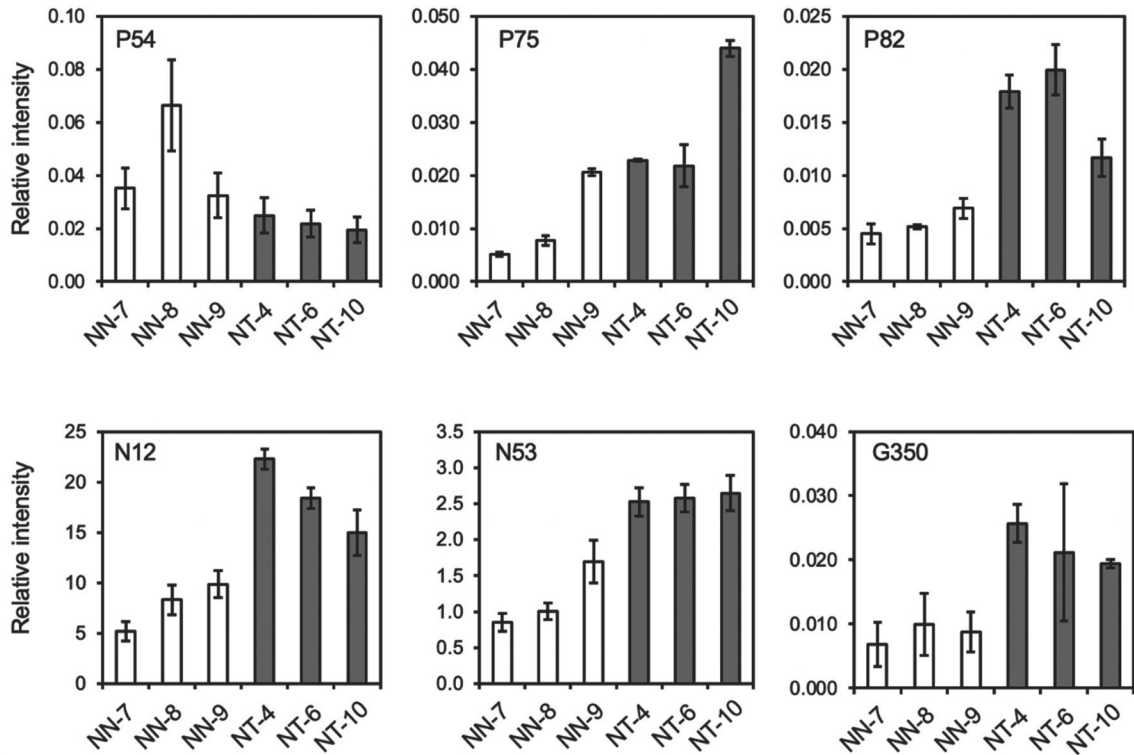 P54
Relative intensity
0.10
0.08
0.06
0.04
0.02
0.00
NN-7 NN-8 NN-9 NT-4 NT-6 NT-10
P75
0.050
0.040
0.030
0.020
0.010
0.000
NN-7 NN-8 NN-9 NT-4 NT-6 NT-10
P82
0.025
0.020
0.015
0.010
0.005
0.000
NN-7 NN-8 NN-9 NT-4 NT-6 NT-10
N12
Relative intensity
25
20
15
10
5
0
NN-7 NN-8 NN-9 NT-4 NT-6 NT-10
N53
3.5
3.0
2.5
2.0
1.5
1.0
0.5
0.0
NN-7 NN-8 NN-9 NT-4 NT-6 NT-10
G350
0.040
0.030
0.020
0.010
0.000
NN-7 NN-8 NN-9 NT-4 NT-6 NT-10